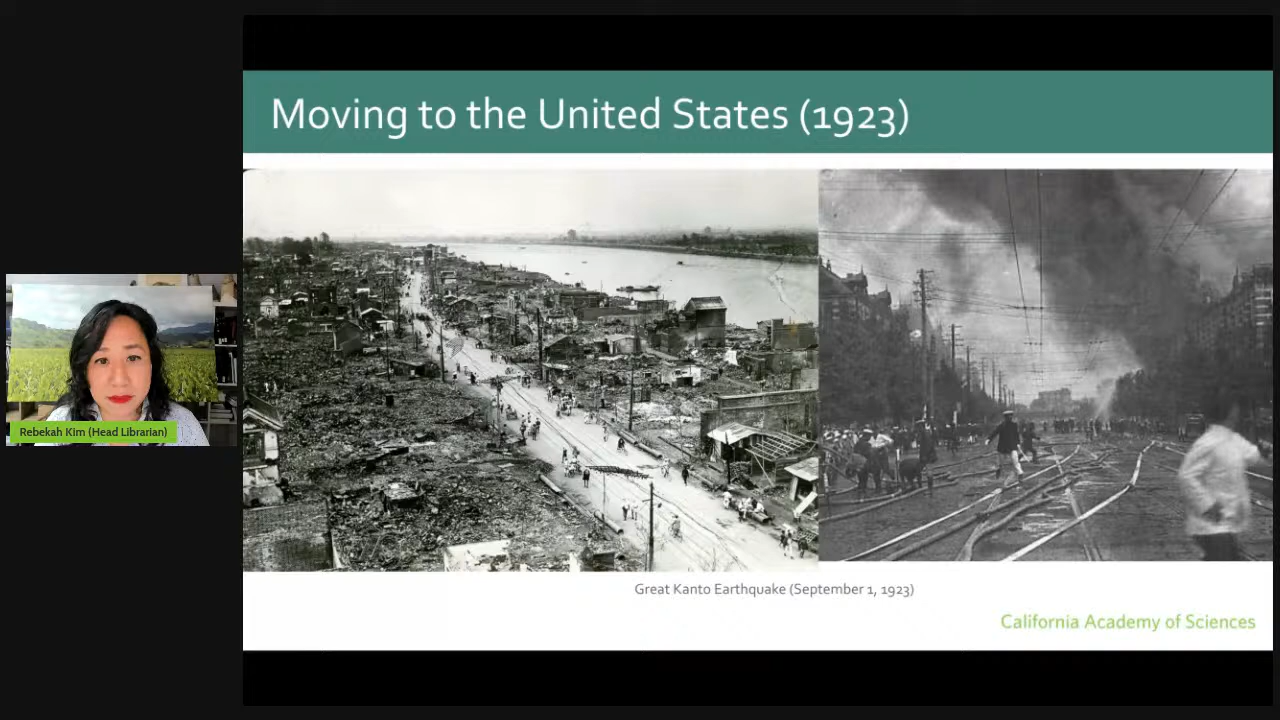 Moving to the United States (1923)
Rebekah Kim (Head Librarian)
Great Kanto Earthquake (September 1, 1923)
California Academy of Sciences